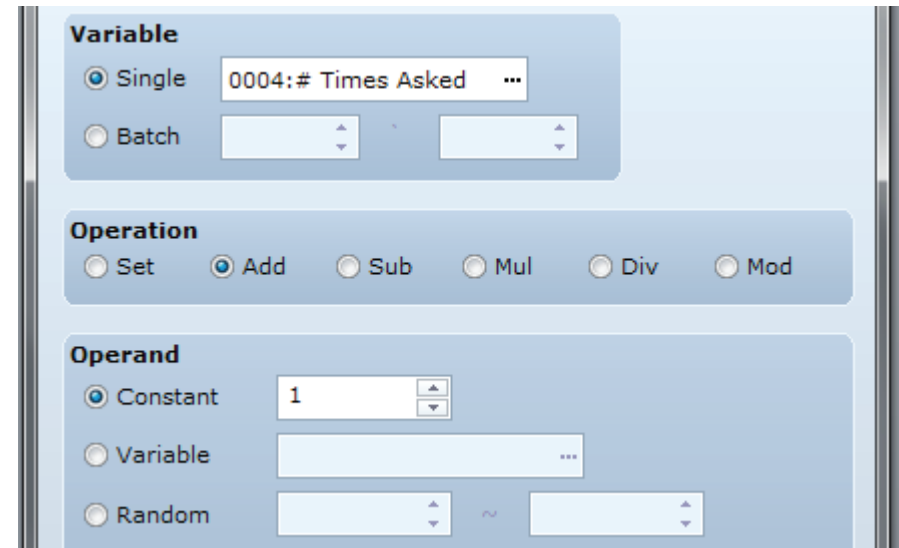 Variable
Single 0004:# Times Asked ...
Batch `
Operation
Set Add Sub Mul Div Mod
Operand
Constant 1
Variable ...
Random ~